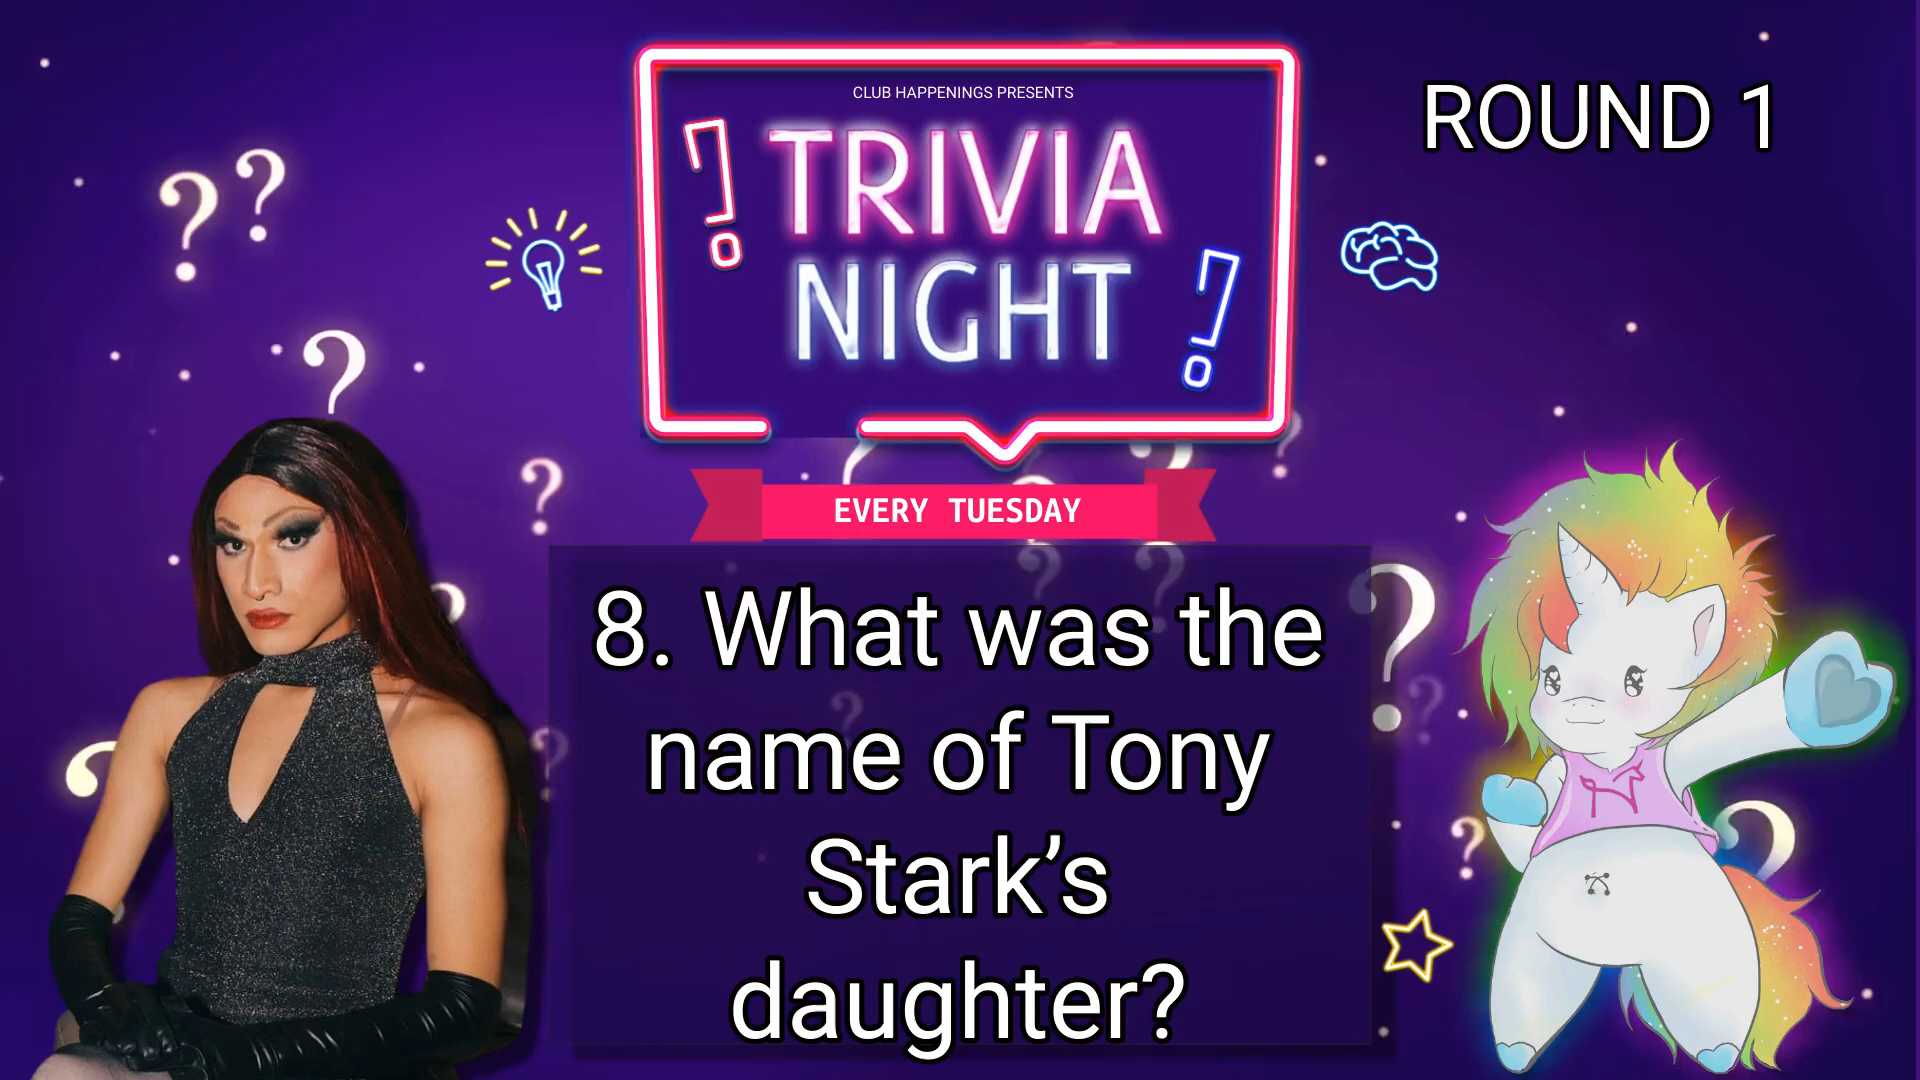 CLUB HAPPENINGS PRESENTS
TRIVIA
NIGHT
ROUND 1
EVERY TUESDAY
8. What was the
name of Tony
Stark’s
daughter?